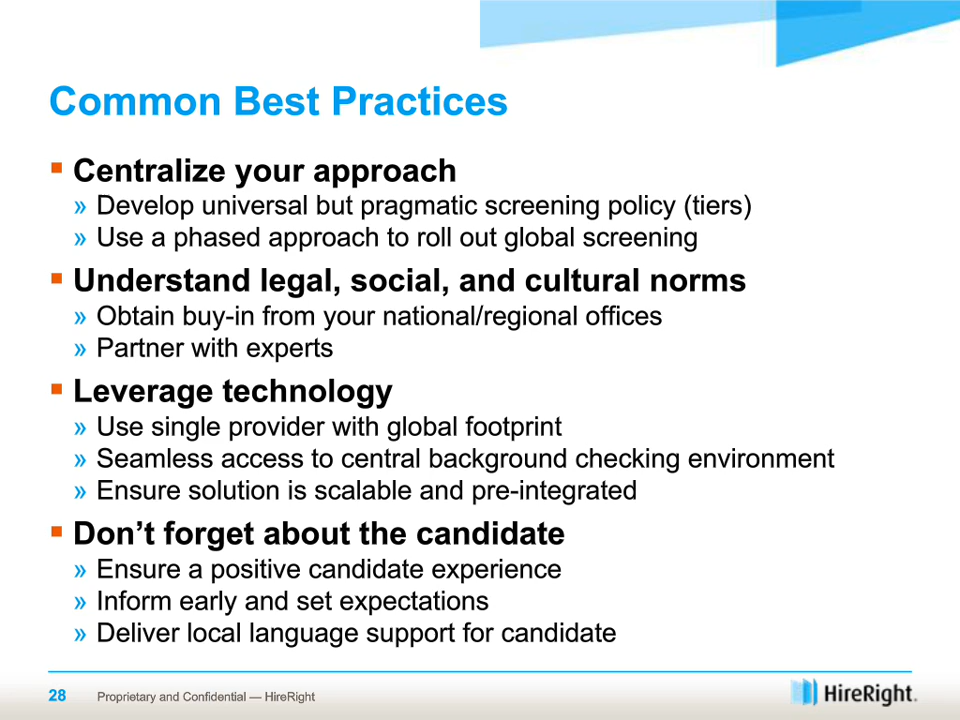 Common Best Practices
▪ Centralize your approach
» Develop universal but pragmatic screening policy (tiers)
» Use a phased approach to roll out global screening
▪ Understand legal, social, and cultural norms
» Obtain buy-in from your national/regional offices
» Partner with experts
▪ Leverage technology
» Use single provider with global footprint
» Seamless access to central background checking environment
» Ensure solution is scalable and pre-integrated
▪ Don’t forget about the candidate
» Ensure a positive candidate experience
» Inform early and set expectations
» Deliver local language support for candidate
28 Proprietary and Confidential — HireRight
HireRight